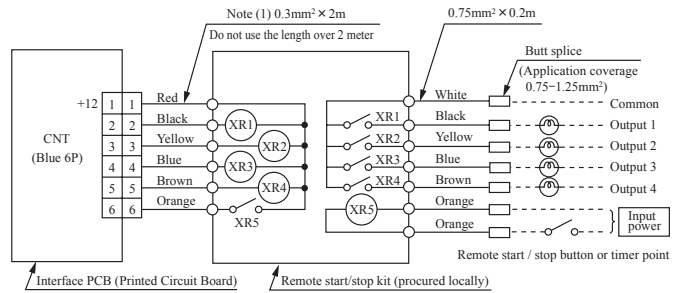 Note (1) 0.3mm² × 2m
Do not use the length over 2 meter
0.75mm² × 0.2m
Butt splice
(Application coverage
0.75−1.25mm²)
CNT
(Blue 6P)
+12 1 1 Red
2 2 Black
3 3 Yellow
4 4 Blue
5 5 Brown
6 6 Orange
XR1
XR2
XR3
XR4
XR5
White
Common
XR1 Black
Output 1
XR2 Yellow
Output 2
XR3 Blue
Output 3
XR4 Brown
Output 4
XR5 Orange
Orange
Input
power
Remote start / stop button or timer point
Interface PCB (Printed Circuit Board)
Remote start/stop kit (procured locally)